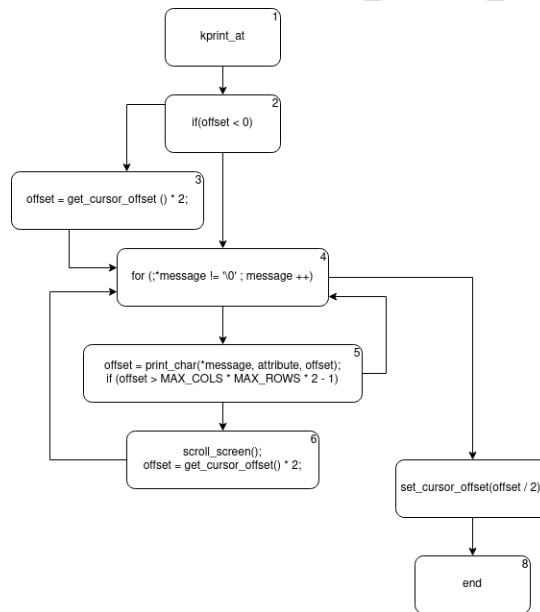 1
kprint_at
2
if(offset < 0)
3
offset = get_cursor_offset () * 2;
4
for (;*message != '\0' ; message ++)
5
offset = print_char(*message, attribute, offset);
if (offset > MAX_COLS * MAX_ROWS * 2 - 1)
6
scroll_screen();
offset = get_cursor_offset() * 2;
set_cursor_offset(offset / 2)
8
end